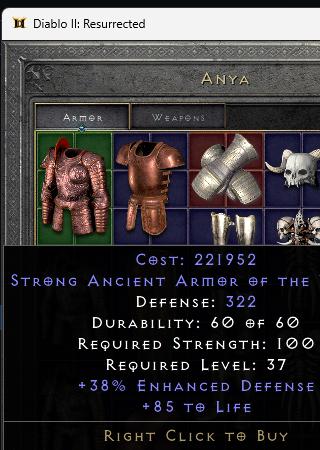 Diablo II: Resurrected
Anya
Armor
Weapons
Cost: 221952
Strong Ancient Armor of the
Defense: 322
Durability: 60 of 60
Required Strength: 100
Required Level: 37
+38% Enhanced Defense
+85 to Life
Right Click to Buy